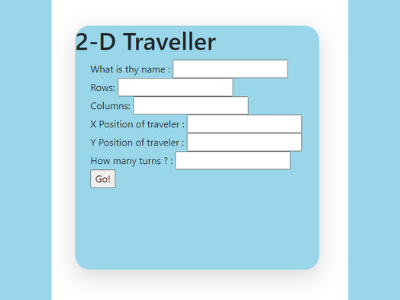 2-D Traveller
What is thy name :
Rows:
Columns:
X Position of traveler :
Y Position of traveler :
How many turns ? :
Go!